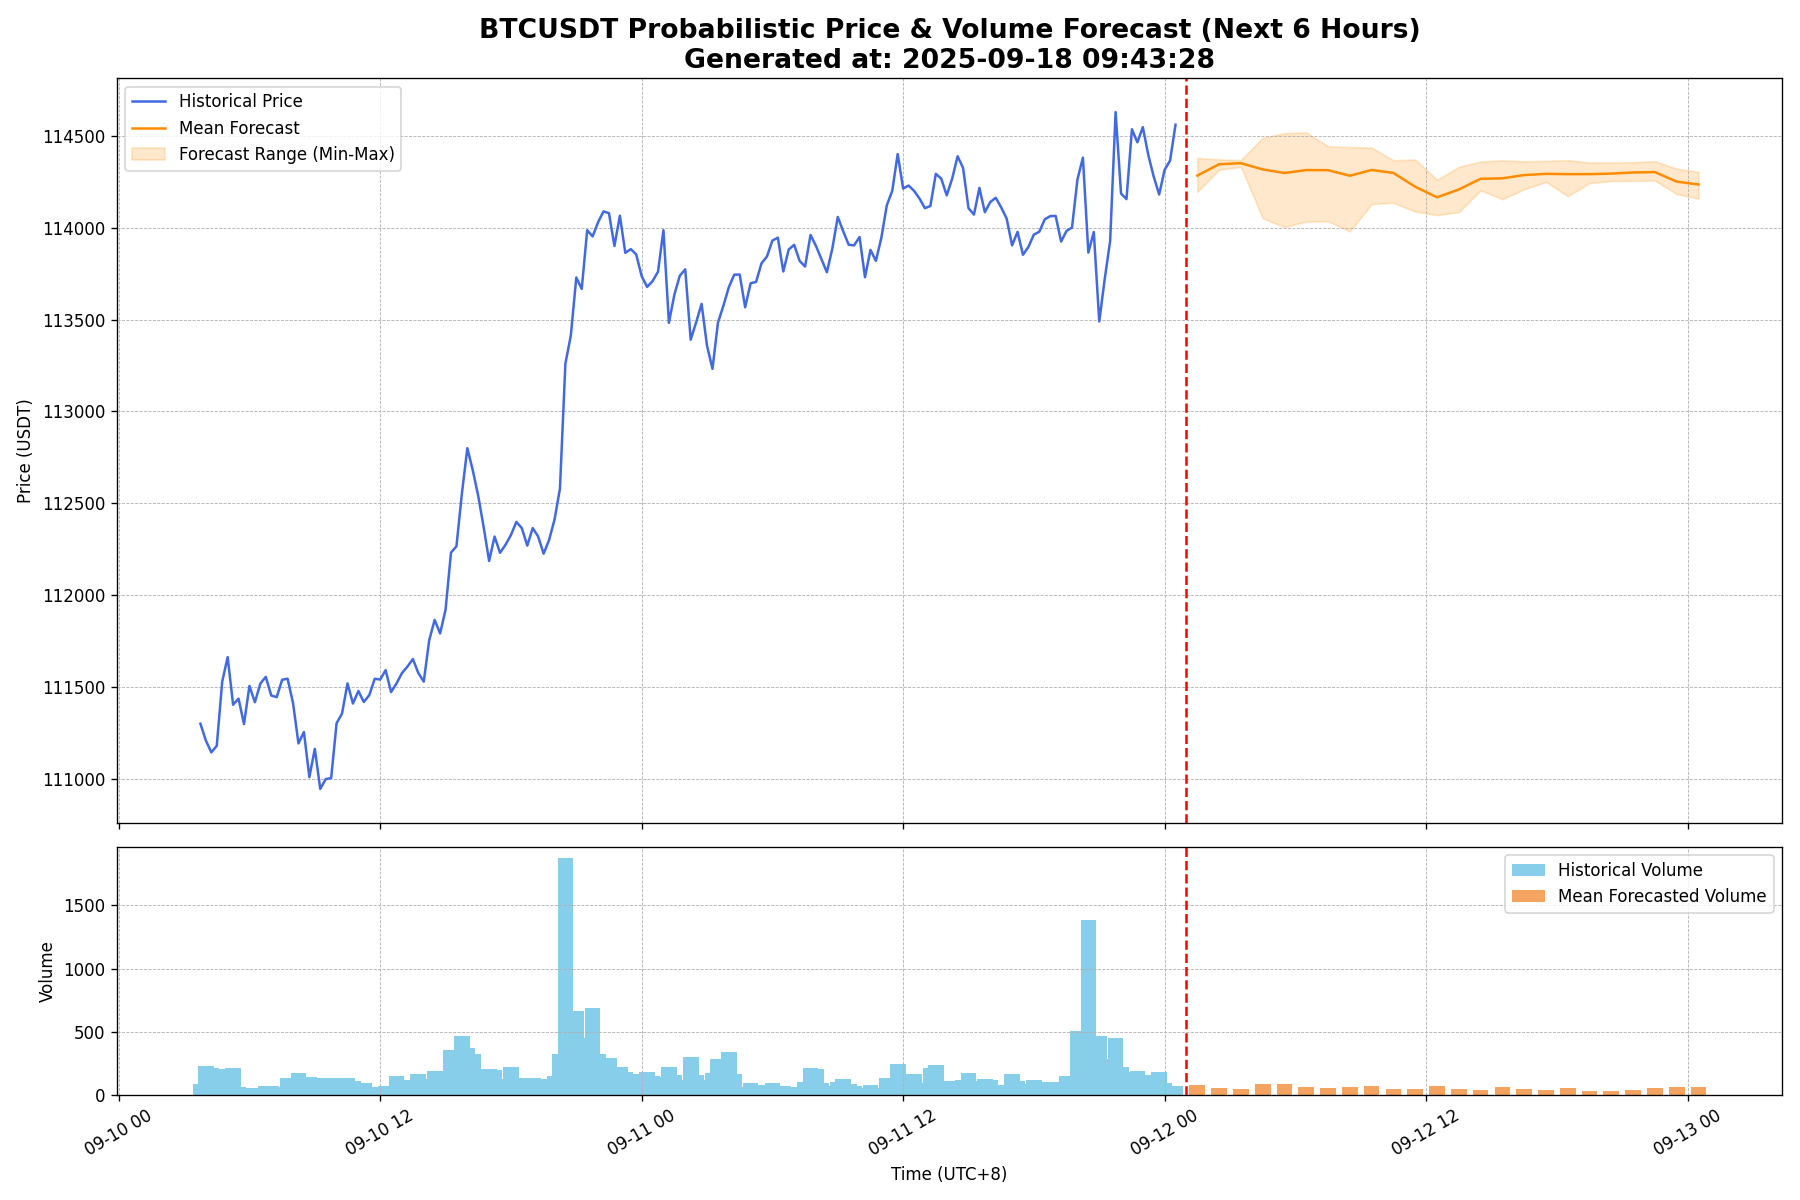 BTCUSDT Probabilistic Price & Volume Forecast (Next 6 Hours)
Generated at: 2025-09-18 09:43:28
Historical Price
Mean Forecast
Forecast Range (Min-Max)
114500
114000
113500
113000
112500
112000
111500
111000
Price (USDT)
Historical Volume
Mean Forecasted Volume
1500
1000
500
0
Volume
09-10 00
09-10 12
09-11 00
09-11 12
09-12 00
09-12 12
09-13 00
Time (UTC+8)